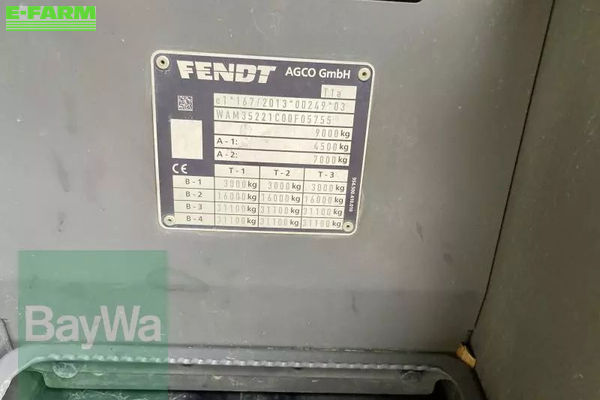 E-FARM
FENDT AGCO GmbH
T1a
e1*167/2013*00249*03
WAM35221C00F05755
9000 kg
A - 1: 4500 kg
A - 2: 7000 kg
CE T - 1 T - 2 T - 3
B - 1 3000 kg 3000 kg 3000 kg
B - 2 16000 kg 16000 kg 16000 kg
B - 3 31100 kg 31100 kg 31100 kg
B - 4 31100 kg 31100 kg 31100 kg
BayWa